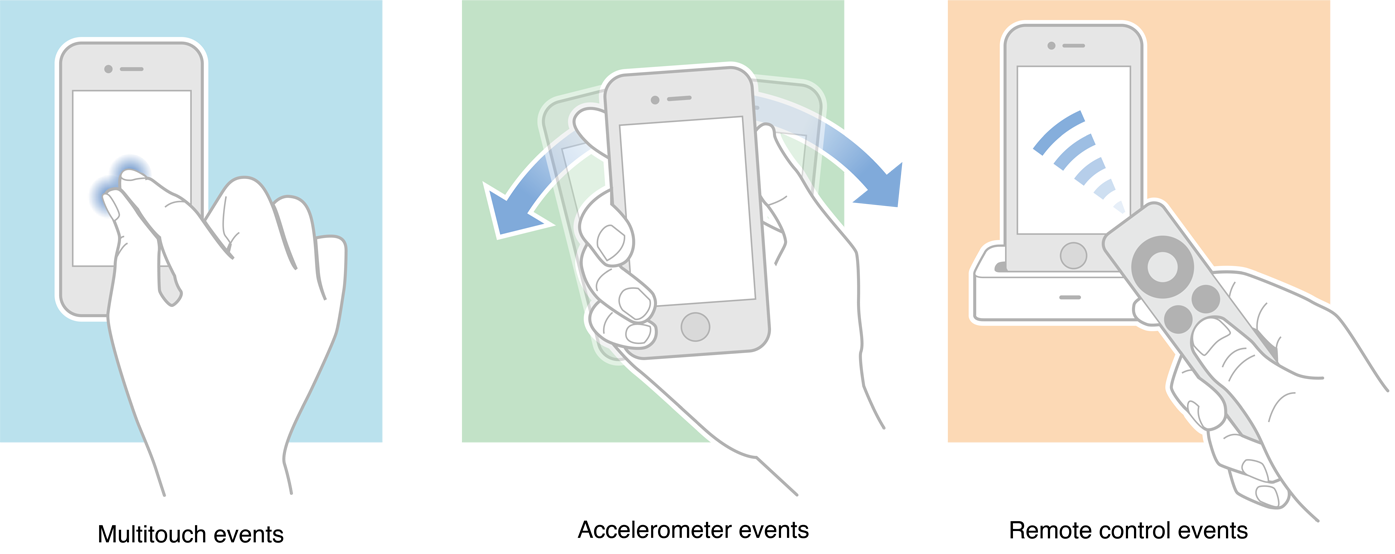 Multitouch events
Accelerometer events
Remote control events